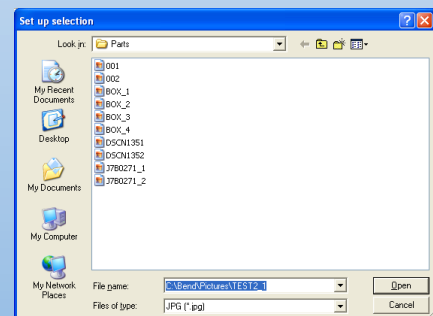 Set up selection
Look in: Parts
001
002
BOX_1
BOX_2
BOX_3
BOX_4
DSCN1351
DSCN1352
J7B0271_1
J7B0271_2
My Recent
Documents
Desktop
My Documents
My Computer
My Network
Places
File name: C:\Bend\Pictures\TEST2_1 Open
Files of type: JPG (*.jpg) Cancel